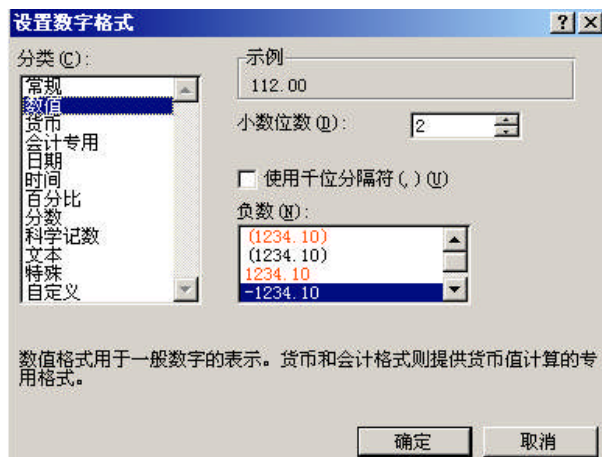 设置数字格式
分类(C):
常规
数值
货币
会计专用
日期
时间
百分比
分数
科学记数
文本
特殊
自定义
示例
112.00
小数位数(D): 2
使用千位分隔符(,)(U)
负数(N):
(1234.10)
(1234.10)
1234.10
-1234.10
数值格式用于一般数字的表示。货币和会计格式则提供货币值计算的专
用格式。
确定 取消